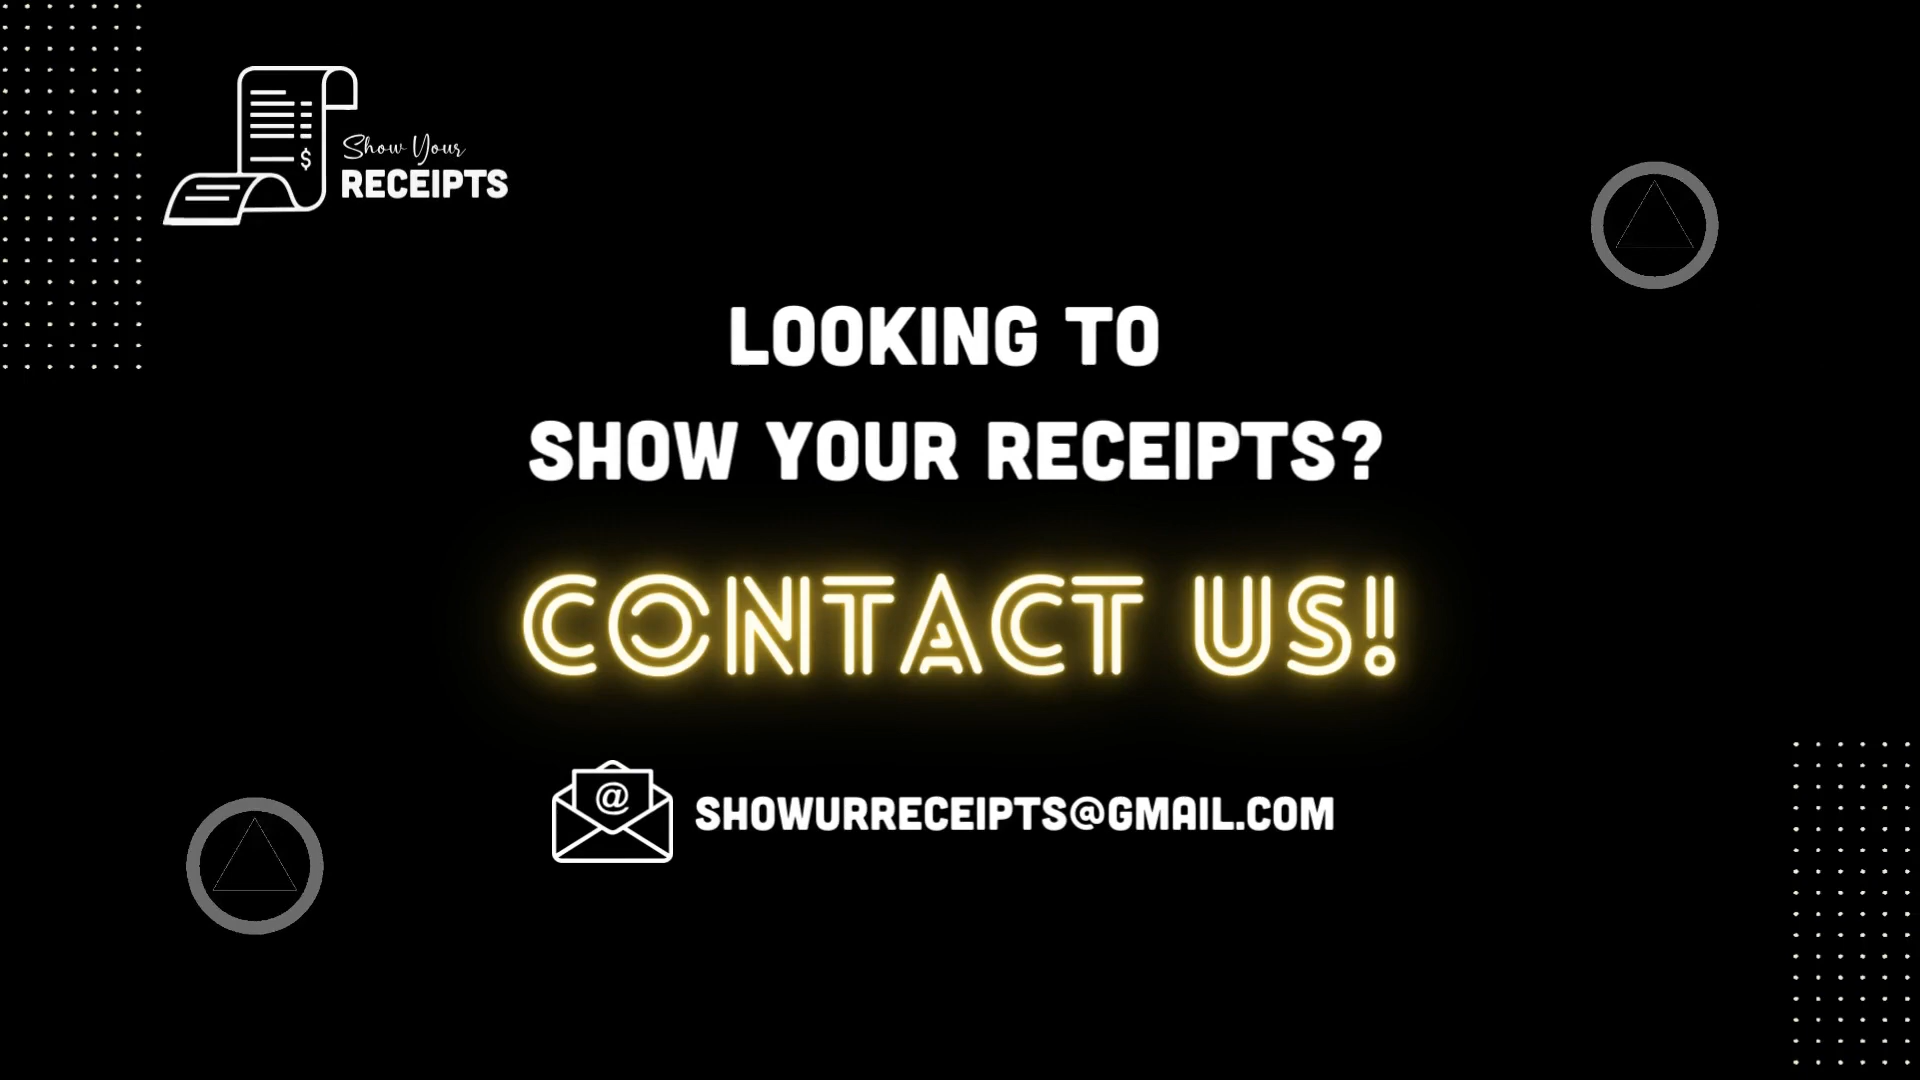 Show Your
RECEIPTS
LOOKING TO
SHOW YOUR RECEIPTS?
CONTACT US!
@
SHOWURRECEIPTS@GMAIL.COM